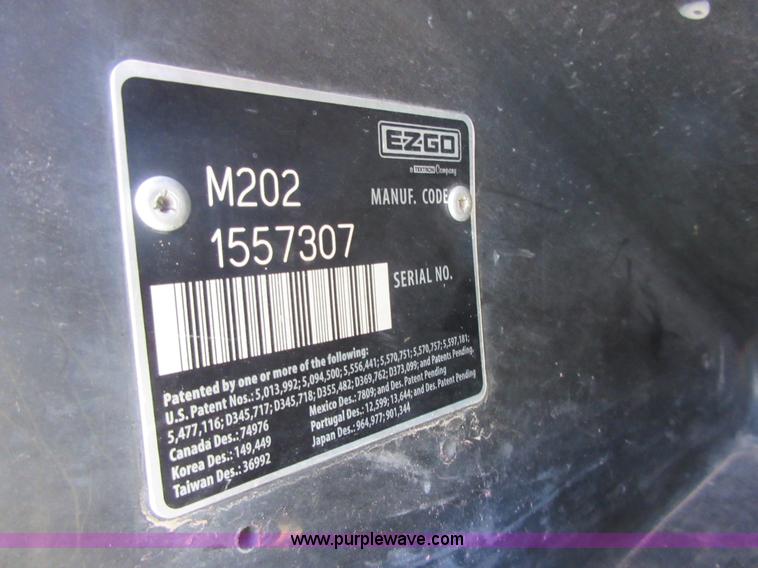 E-Z-GO
a TEXTRON Company
M202
MANUF. CODE
1557307
SERIAL NO.
Patented by one or more of the following:
U.S. Patent Nos.: 5,013,992; 5,094,500; 5,556,441; 5,570,751; 5,570,757; 5,597,181;
5,477,116; D345,717; D345,718; D355,482; D369,762; D373,099; and Patents Pending.
Canada Des.: 74976 Mexico Des.: 7809; and Des. Patent Pending
Korea Des.: 149,449 Portugal Des.: 12,599; 13,644; and Des. Patent Pending
Taiwan Des.: 36992 Japan Des.: 964,977; 901,344
www.purplewave.com